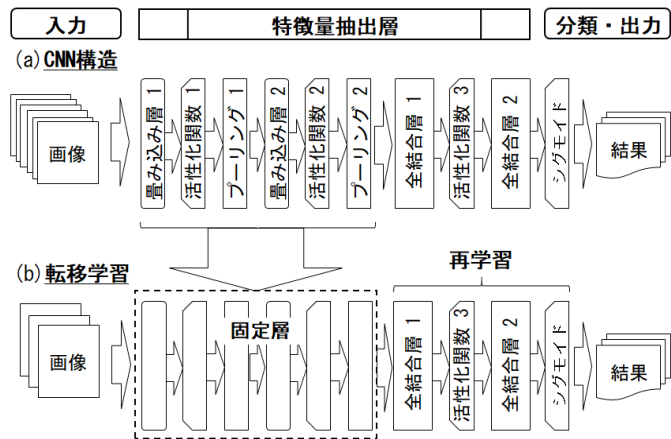 入力
特徴量抽出層
分類・出力
(a) CNN構造
画像
畳み込み層 1
活性化関数 1
プーリング 1
畳み込み層 2
活性化関数 2
プーリング 2
全結合層 1
活性化関数 3
全結合層 2
シグモイド
結果
(b) 転移学習
再学習
画像
固定層
全結合層 1
活性化関数 3
全結合層 2
シグモイド
結果